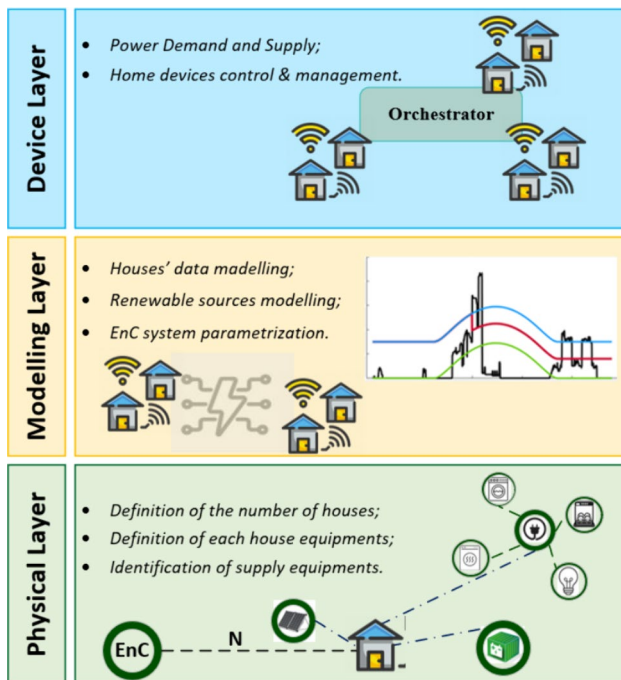 Device Layer
Power Demand and Supply;
Home devices control & management.
Orchestrator
Modelling Layer
Houses' data madelling;
Renewable sources modelling;
EnC system parametrization.
Physical Layer
Definition of the number of houses;
Definition of each house equipments;
Identification of supply equipments.
EnC
N